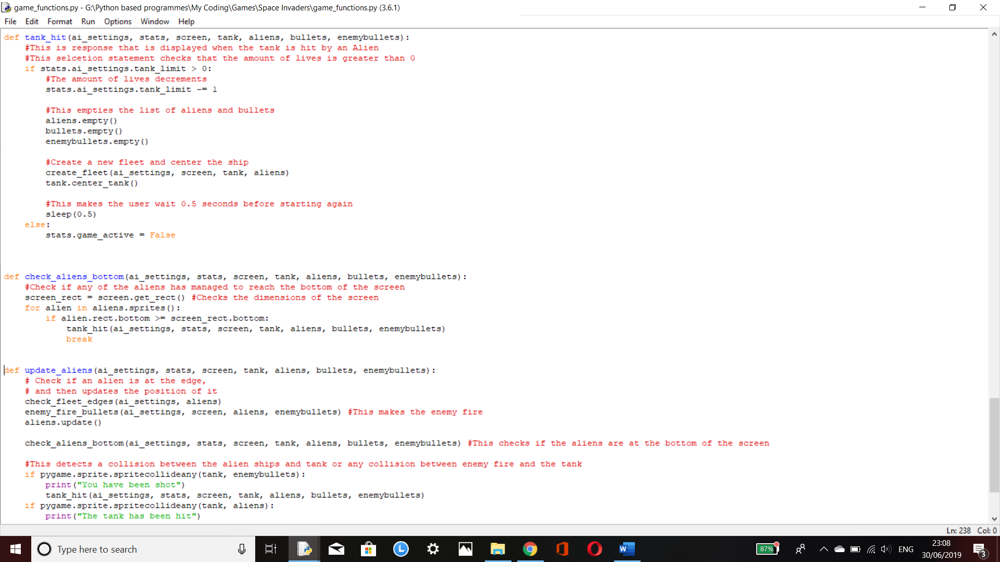 game_functions.py - G:\Python based programmes\My Coding\Games\Space Invaders\game_functions.py (3.6.1)
File Edit Format Run Options Window Help
def tank_hit(ai_settings, stats, screen, tank, aliens, bullets, enemybullets):
    #This is response that is displayed when the tank is hit by an Alien
    #This selcetion statement checks that the amount of lives is greater than 0
    if stats.ai_settings.tank_limit > 0:
        #The amount of lives decrements
        stats.ai_settings.tank_limit -= 1
        #This empties the list of aliens and bullets
        aliens.empty()
        bullets.empty()
        enemybullets.empty()
        #Create a new fleet and center the ship
        create_fleet(ai_settings, screen, tank, aliens)
        tank.center_tank()
        #This makes the user wait 0.5 seconds before starting again
        sleep(0.5)
    else:
        stats.game_active = False
def check_aliens_bottom(ai_settings, stats, screen, tank, aliens, bullets, enemybullets):
    #Check if any of the aliens has managed to reach the bottom of the screen
    screen_rect = screen.get_rect() #Checks the dimensions of the screen
    for alien in aliens.sprites():
        if alien.rect.bottom >= screen_rect.bottom:
            tank_hit(ai_settings, stats, screen, tank, aliens, bullets, enemybullets)
            break
def update_aliens(ai_settings, stats, screen, tank, aliens, bullets, enemybullets):
    # Check if an alien is at the edge,
    # and then updates the position of it
    check_fleet_edges(ai_settings, aliens)
    enemy_fire_bullets(ai_settings, screen, aliens, enemybullets) #This makes the enemy fire
    aliens.update()
    check_aliens_bottom(ai_settings, stats, screen, tank, aliens, bullets, enemybullets) #This checks if the aliens are at the bottom of the screen
    #This detects a collision between the alien ships and tank or any collision between enemy fire and the tank
    if pygame.sprite.spritecollideany(tank, enemybullets):
        print("You have been shot")
        tank_hit(ai_settings, stats, screen, tank, aliens, bullets, enemybullets)
    if pygame.sprite.spritecollideany(tank, aliens):
        print("The tank has been hit")
Ln: 238 Col: 0
Type here to search
87%
ENG
23:08
30/06/2019
3